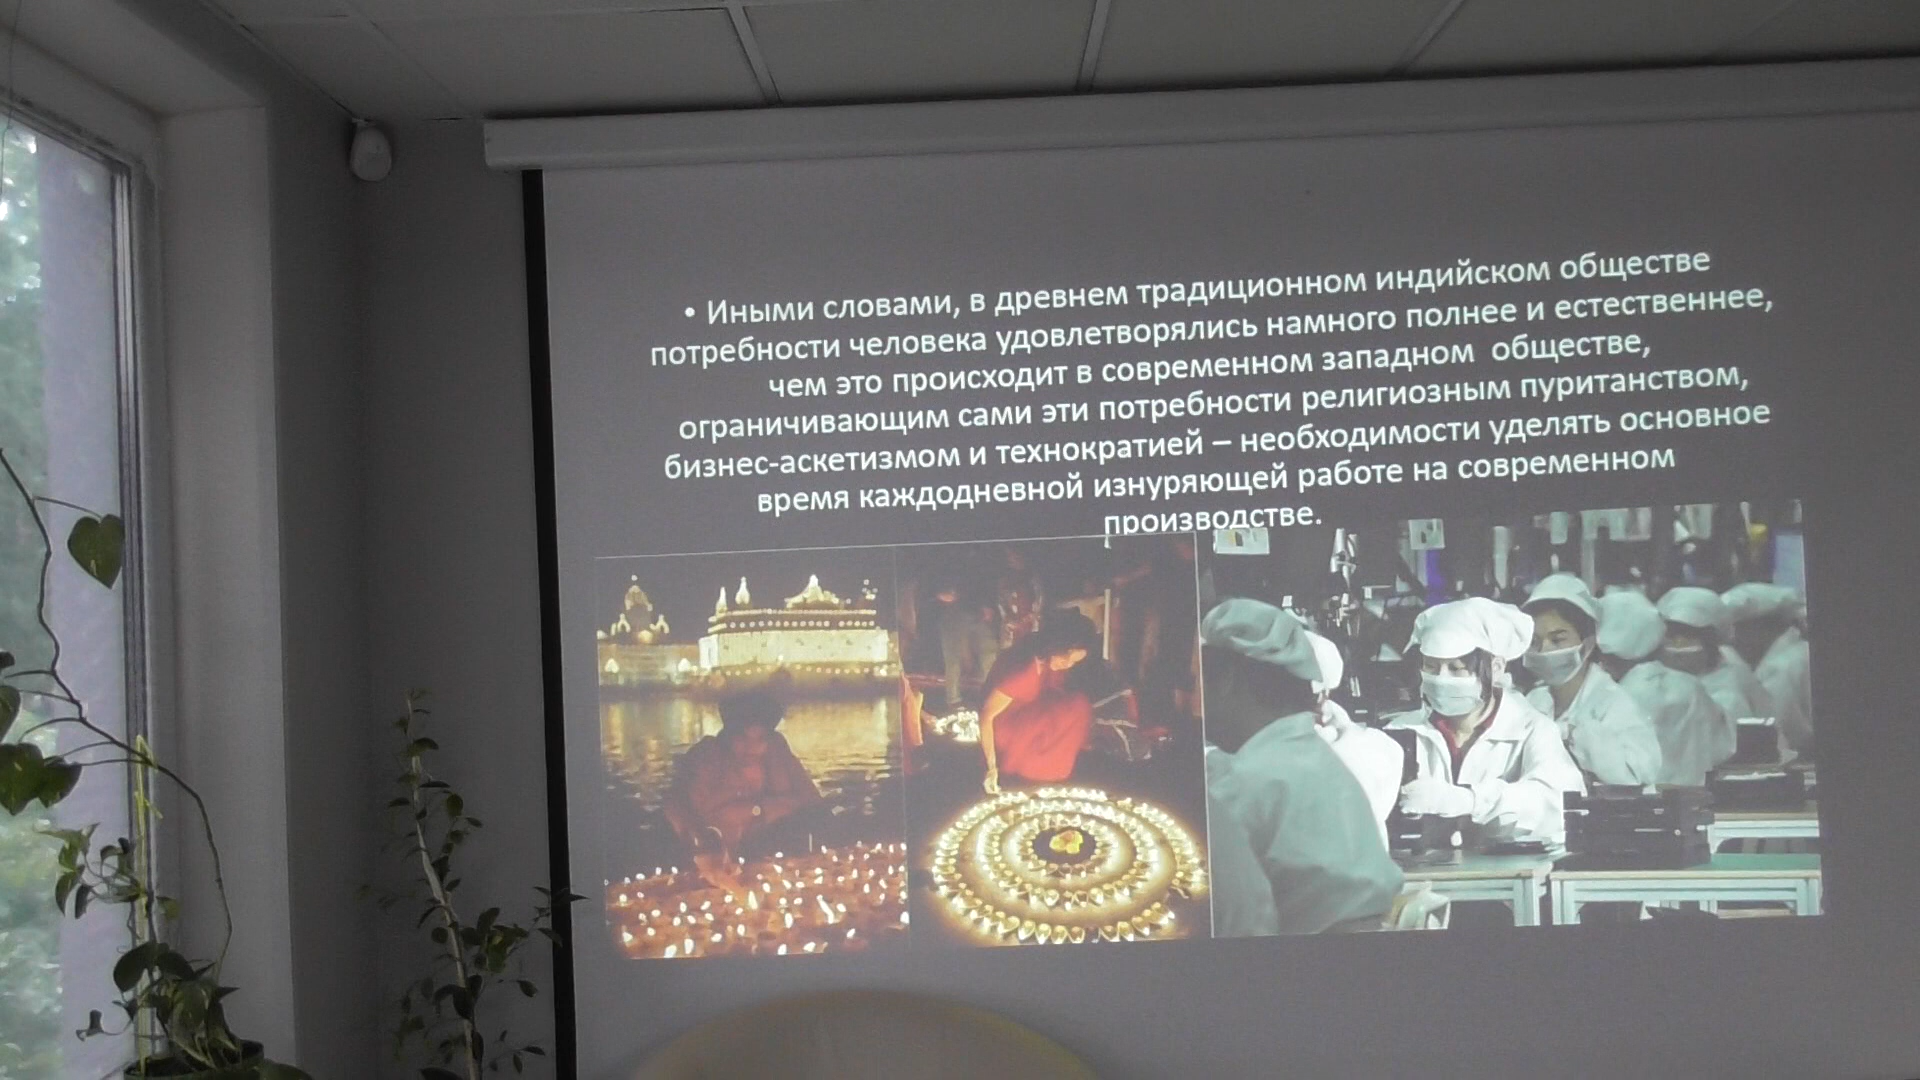 • Иными словами, в древнем традиционном индийском обществе
потребности человека удовлетворялись намного полнее и естественнее,
чем это происходит в современном западном обществе,
ограничивающим сами эти потребности религиозным пуританством,
бизнес-аскетизмом и технократией – необходимости уделять основное
время каждодневной изнуряющей работе на современном
производстве.